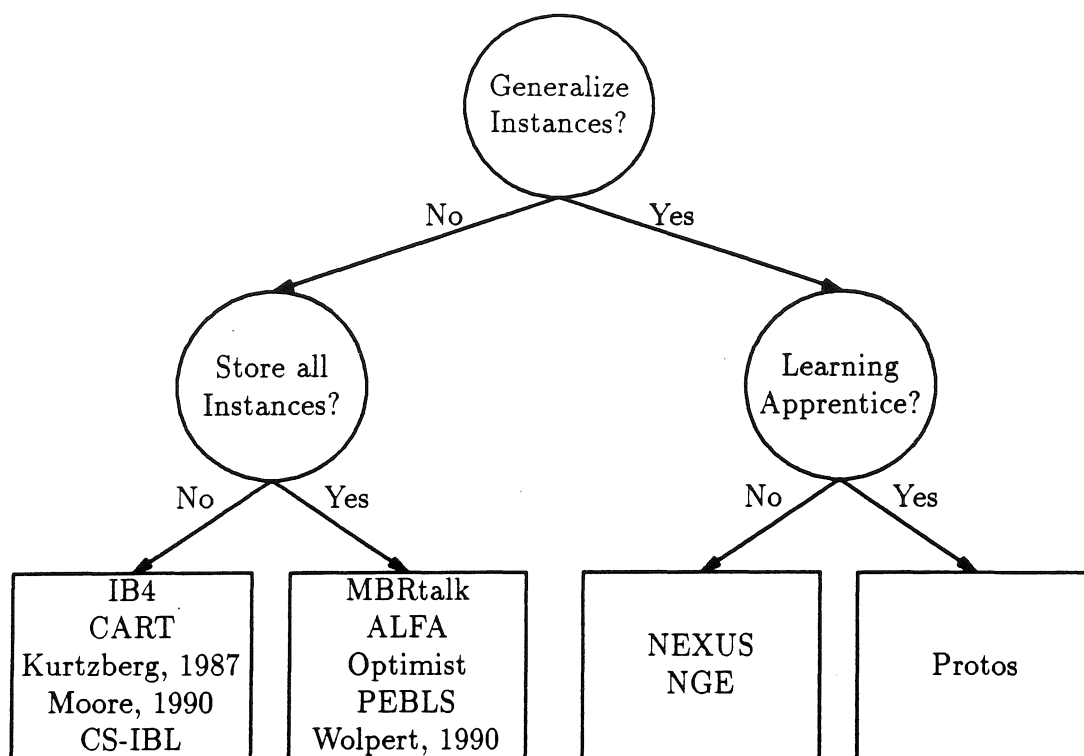 Generalize
Instances?
No
Yes
Store all
Instances?
Learning
Apprentice?
No
Yes
No
Yes
IB4
CART
Kurtzberg, 1987
Moore, 1990
CS-IBL
MBRtalk
ALFA
Optimist
PEBLS
Wolpert, 1990
NEXUS
NGE
Protos